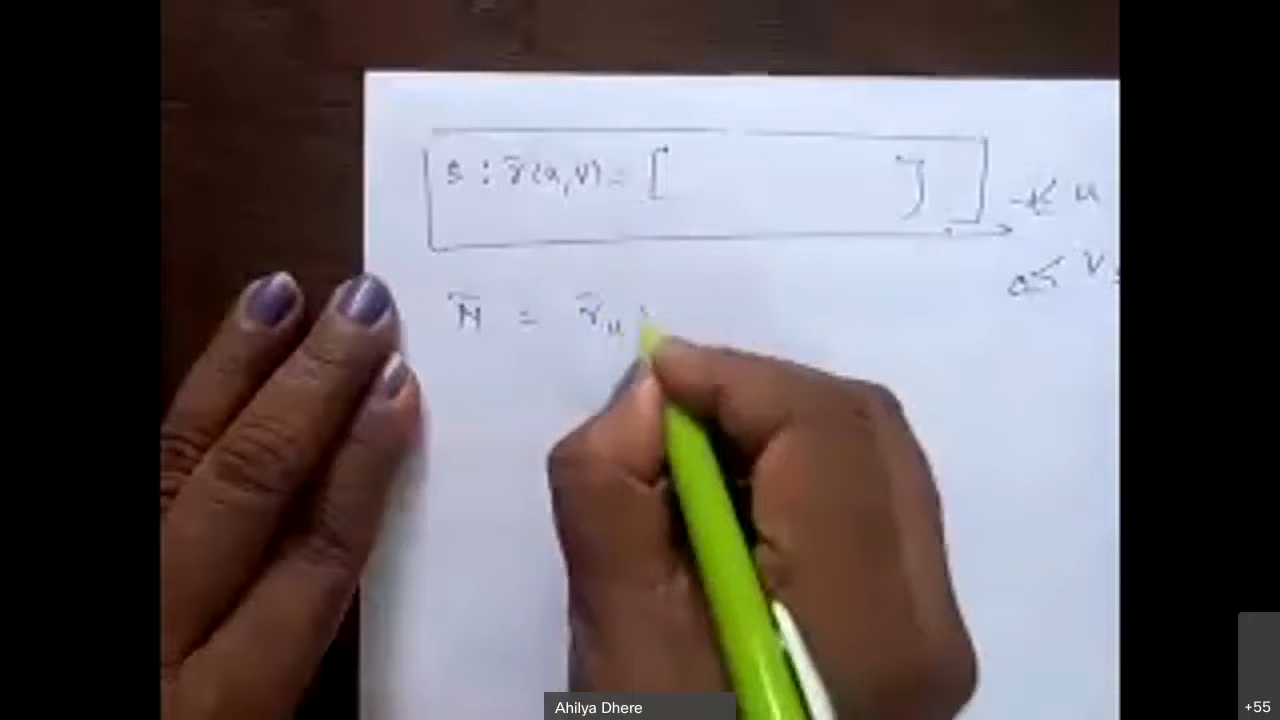 S : r̄(u,v) = [ ]
≤ u
≤ v
N̄ = r̄u ×
Ahilya Dhere
+55